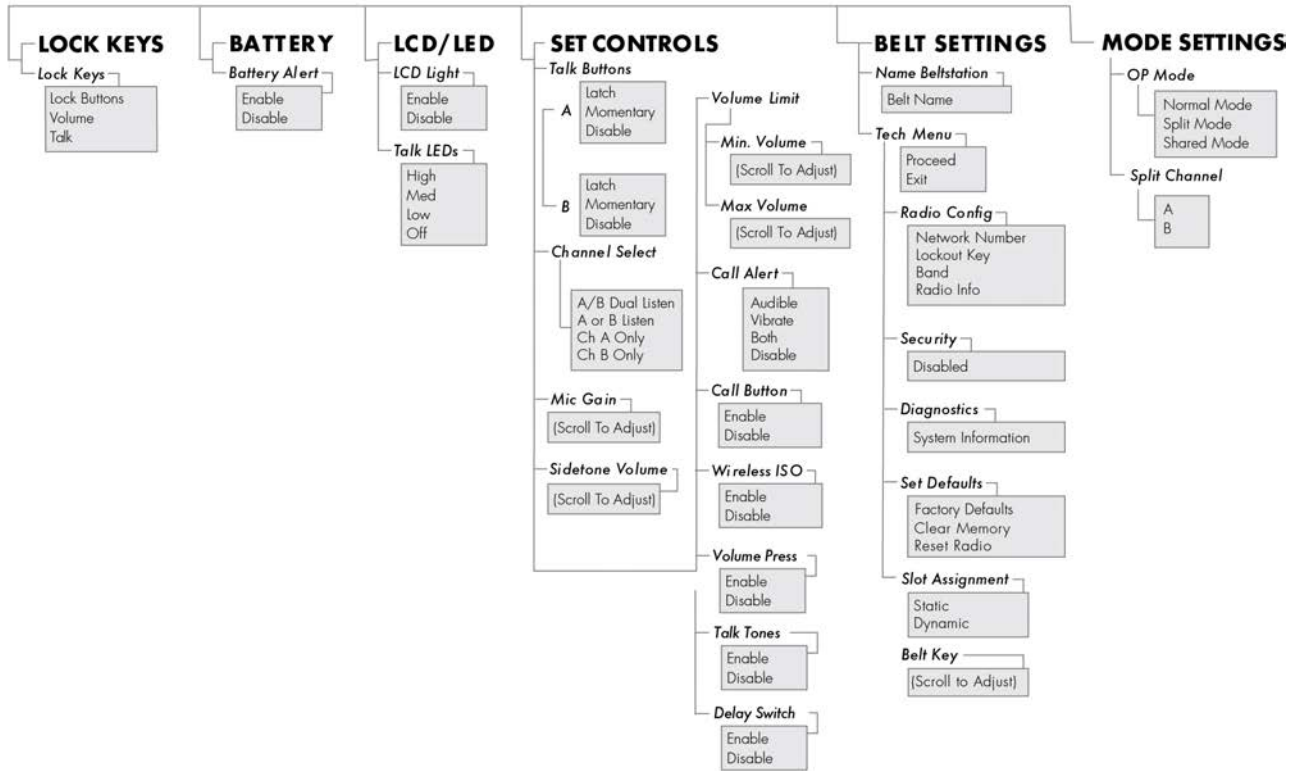 LOCK KEYS
Lock Keys
Lock Buttons
Volume
Talk
BATTERY
Battery Alert
Enable
Disable
LCD/LED
LCD Light
Enable
Disable
Talk LEDs
High
Med
Low
Off
SET CONTROLS
Talk Buttons
A
Latch
Momentary
Disable
B
Latch
Momentary
Disable
Channel Select
A/B Dual Listen
A or B Listen
Ch A Only
Ch B Only
Mic Gain
(Scroll To Adjust)
Sidetone Volume
(Scroll To Adjust)
Volume Limit
Min. Volume
(Scroll To Adjust)
Max Volume
(Scroll To Adjust)
Call Alert
Audible
Vibrate
Both
Disable
Call Button
Enable
Disable
Wireless ISO
Enable
Disable
Volume Press
Enable
Disable
Talk Tones
Enable
Disable
Delay Switch
Enable
Disable
BELT SETTINGS
Name Beltstation
Belt Name
Tech Menu
Proceed
Exit
Radio Config
Network Number
Lockout Key
Band
Radio Info
Security
Disabled
Diagnostics
System Information
Set Defaults
Factory Defaults
Clear Memory
Reset Radio
Slot Assignment
Static
Dynamic
Belt Key
(Scroll to Adjust)
MODE SETTINGS
OP Mode
Normal Mode
Split Mode
Shared Mode
Split Channel
A
B